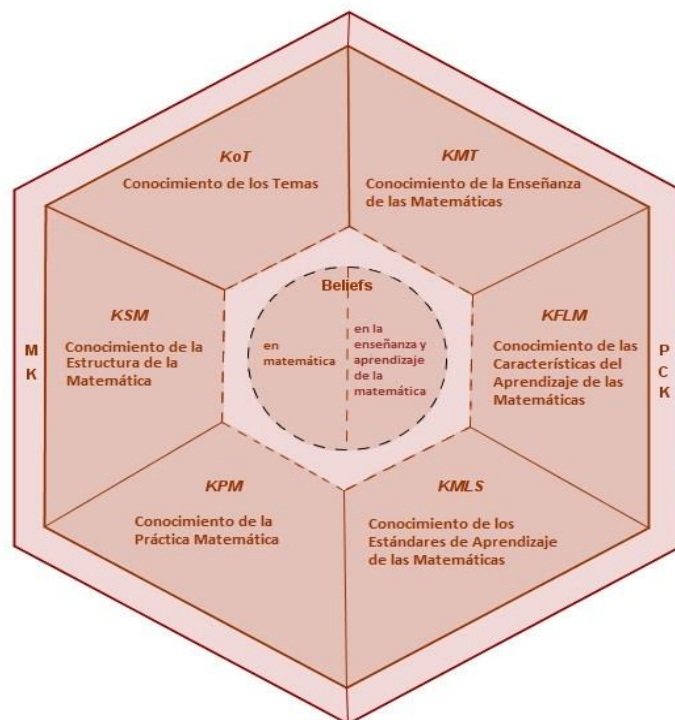 KoT
Conocimiento de los Temas
KMT
Conocimiento de la Enseñanza
de las Matemáticas
KSM
Conocimiento de la
Estructura de la
Matemática
Beliefs
en
matemática
en la
enseñanza y
aprendizaje
de la
matemática
KFLM
Conocimiento de las
Características del
Aprendizaje de las
Matemáticas
M
K
P
C
K
KPM
Conocimiento de la
Práctica Matemática
KMLS
Conocimiento de los
Estándares de Aprendizaje
de las Matemáticas